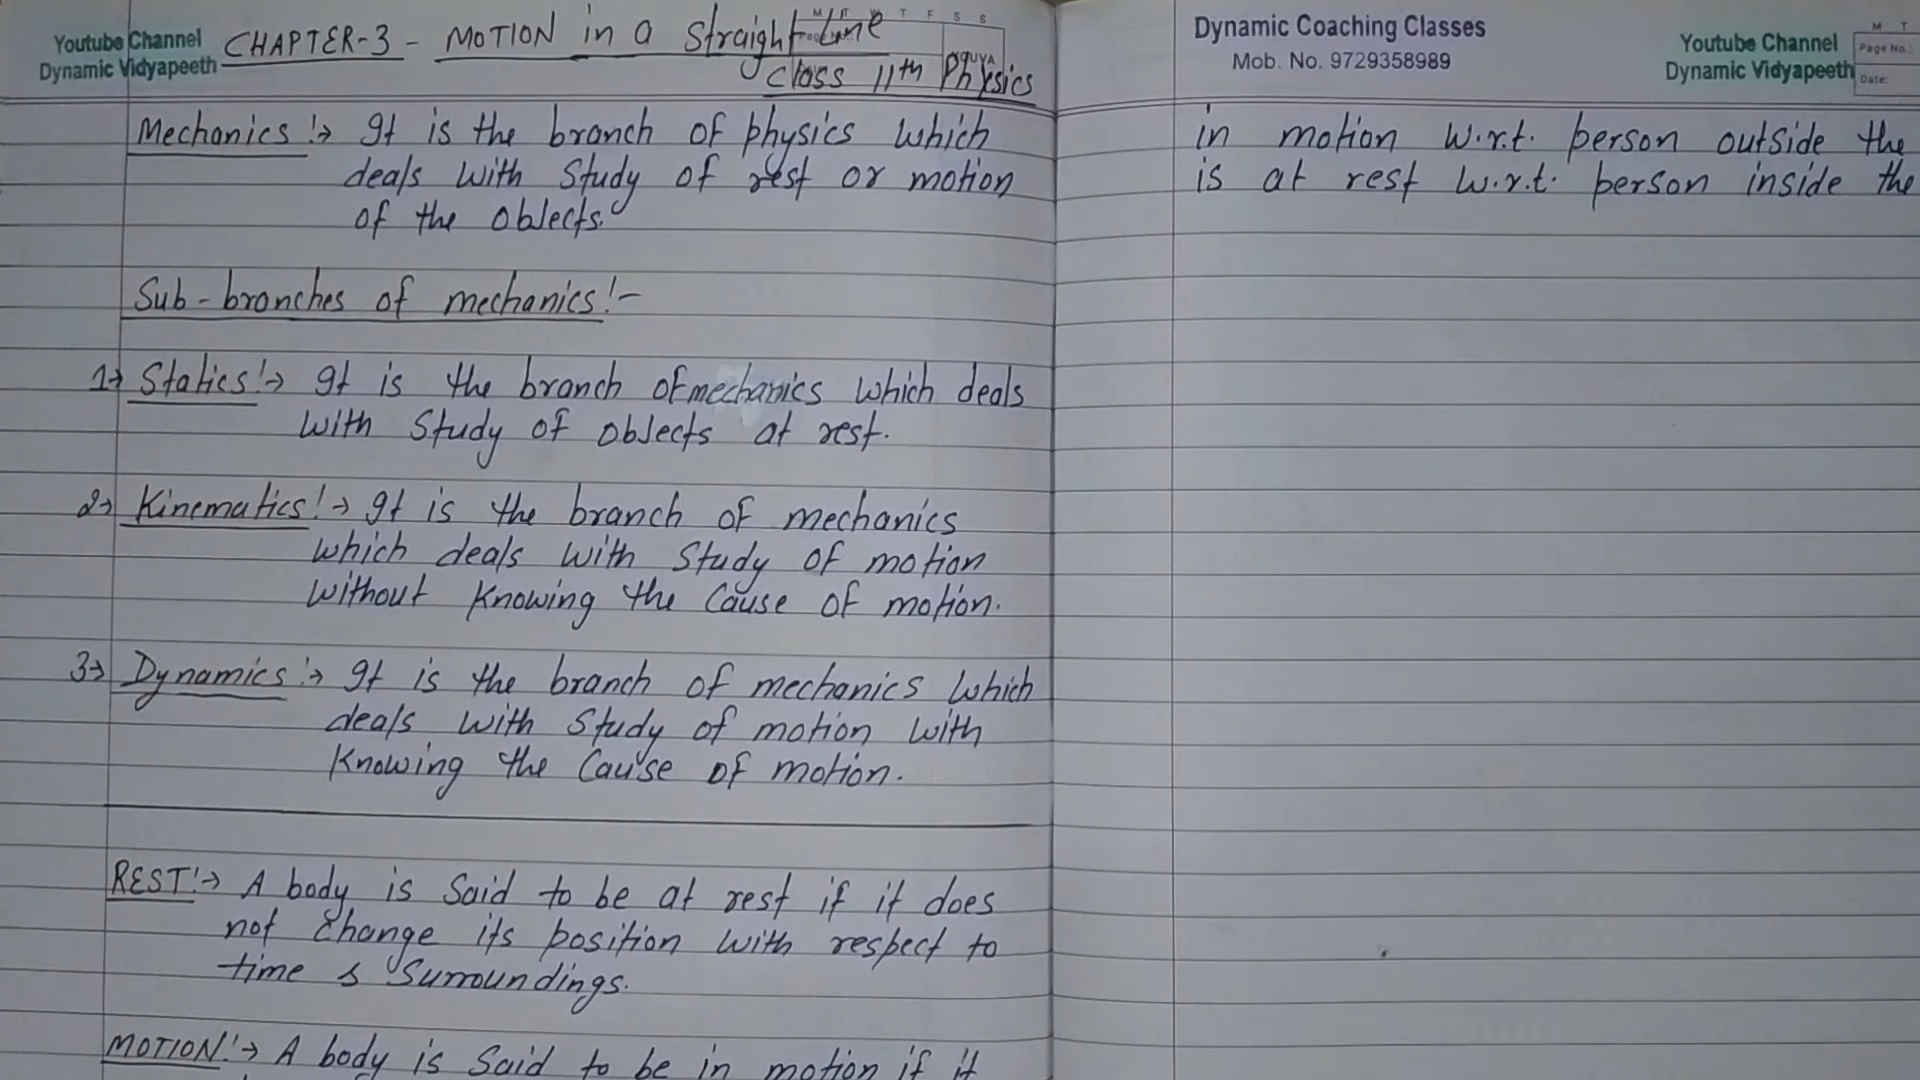 Youtube Channel
Dynamic Vidyapeeth
CHAPTER-3 - MOTION in a Straight Line
Class 11th Physics
M T W T F S S
YOUVA
Mechanics :→ It is the branch of physics which
deals with Study of rest or motion
of the objects.
Sub-branches of mechanics :-
1→ Statics :→ It is the branch of mechanics which deals
with Study of objects at rest.
2→ Kinematics :→ It is the branch of mechanics
which deals with Study of motion
without Knowing the Cause of motion.
3→ Dynamics :→ It is the branch of mechanics which
deals with Study of motion with
Knowing the Cause of motion.
REST :→ A body is Said to be at rest if it does
not Change its position with respect to
time & Surroundings.
MOTION :→ A body is Said to be in motion if it
Dynamic Coaching Classes
Mob. No. 9729358989
Youtube Channel
Dynamic Vidyapeeth
M T
Page No.:
Date:
in motion w.r.t. person outside the
is at rest w.r.t. person inside the